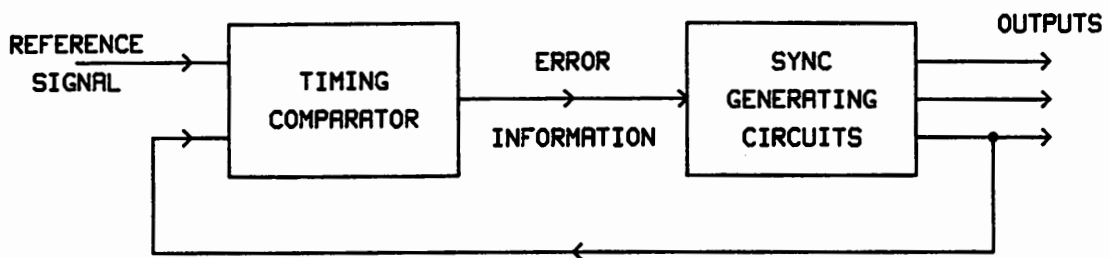 REFERENCE
SIGNAL
TIMING
COMPARATOR
ERROR
INFORMATION
SYNC
GENERATING
CIRCUITS
OUTPUTS